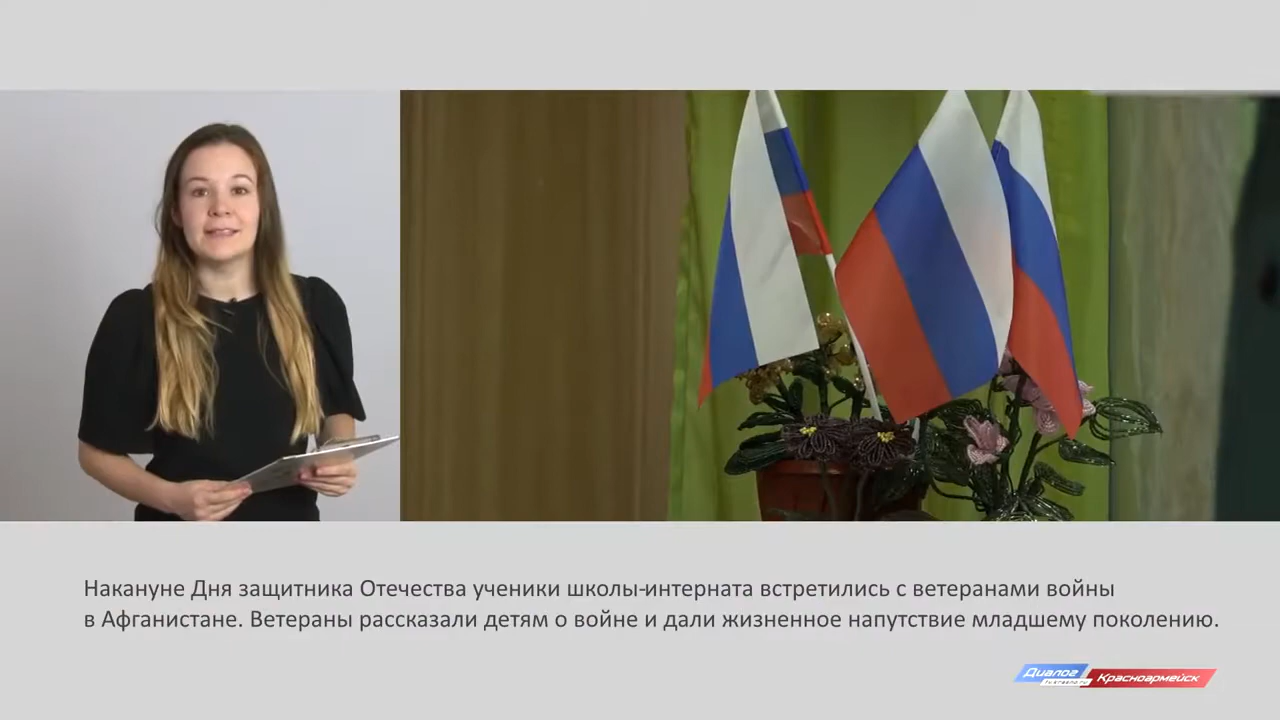 Накануне Дня защитника Отечества ученики школы-интерната встретились с ветеранами войны
в Афганистане. Ветераны рассказали детям о войне и дали жизненное напутствие младшему поколению.
Диалог Красноармейск